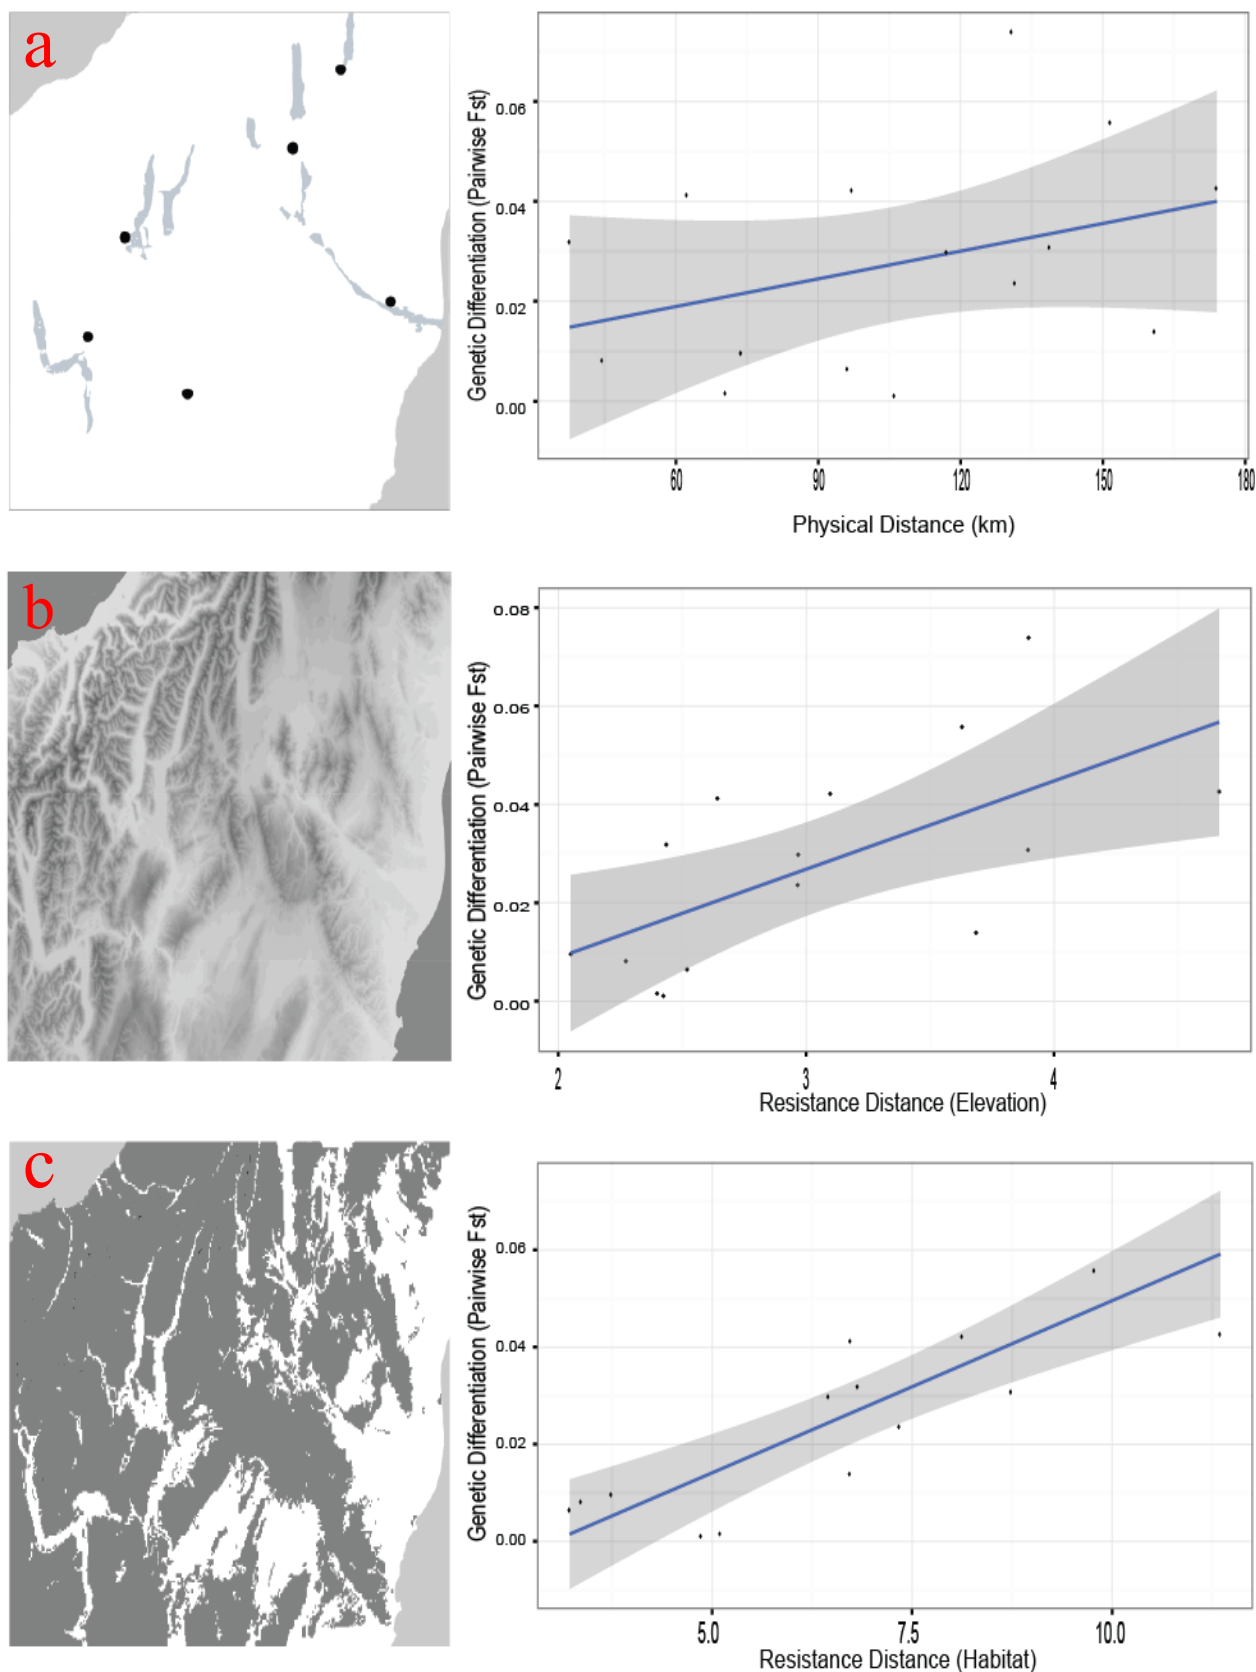 a
Genetic Differentiation (Pairwise Fst)
0.06
0.04
0.02
0.00
60 90 120 150 180
Physical Distance (km)
b
Genetic Differentiation (Pairwise Fst)
0.08
0.06
0.04
0.02
0.00
2 3 4
Resistance Distance (Elevation)
c
Genetic Differentiation (Pairwise Fst)
0.06
0.04
0.02
0.00
5.0 7.5 10.0
Resistance Distance (Habitat)